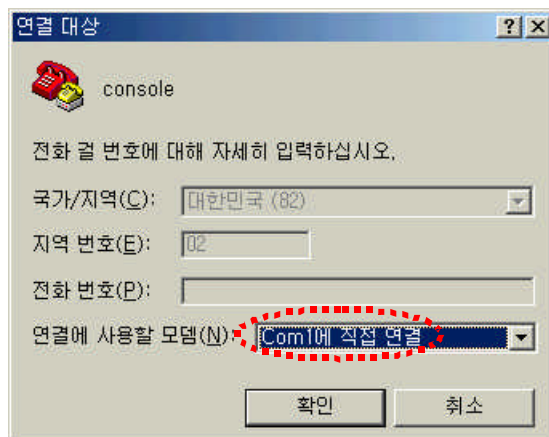 연결 대상
console
전화 걸 번호에 대해 자세히 입력하십시오.
국가/지역(C): 대한민국 (82)
지역 번호(E): 02
전화 번호(P):
연결에 사용할 모뎀(N): Com1에 직접 연결
확인 취소